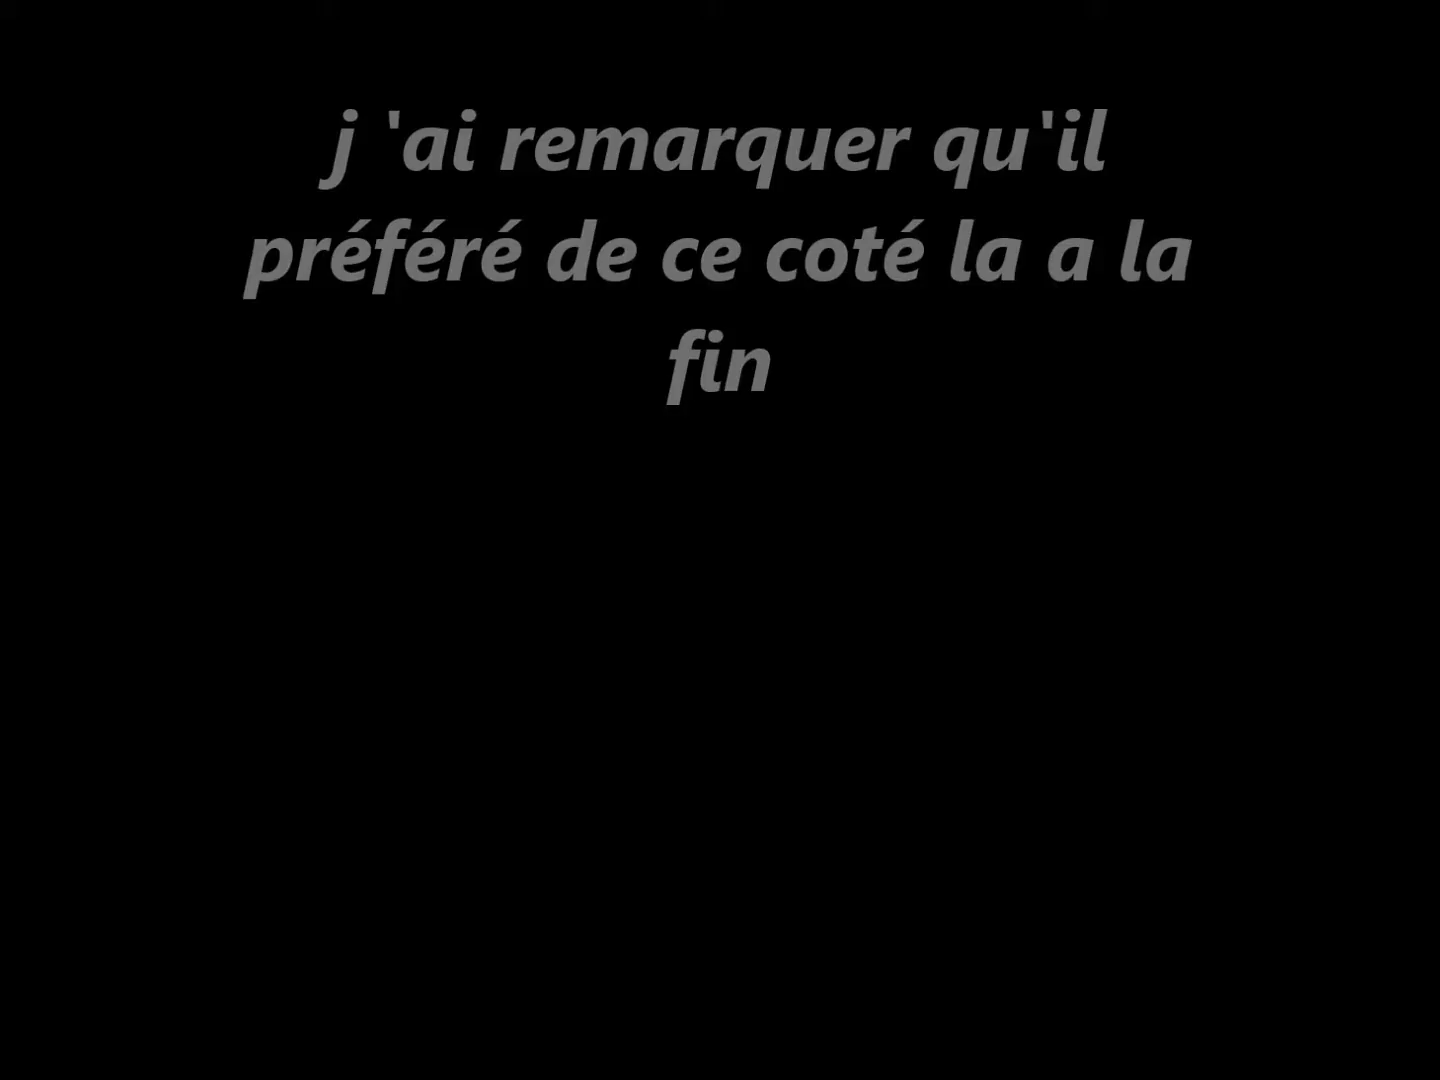 j 'ai remarquer qu'il
préféré de ce coté la a la
fin